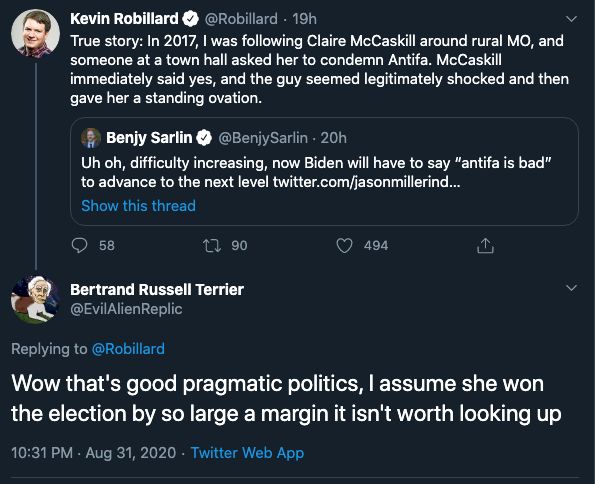 Kevin Robillard @Robillard · 19h
True story: In 2017, I was following Claire McCaskill around rural MO, and
someone at a town hall asked her to condemn Antifa. McCaskill
immediately said yes, and the guy seemed legitimately shocked and then
gave her a standing ovation.
Benjy Sarlin @BenjySarlin · 20h
Uh oh, difficulty increasing, now Biden will have to say “antifa is bad”
to advance to the next level twitter.com/jasonmillerind...
Show this thread
58 90 494
Bertrand Russell Terrier
@EvilAlienReplic
Replying to @Robillard
Wow that's good pragmatic politics, I assume she won
the election by so large a margin it isn't worth looking up
10:31 PM · Aug 31, 2020 · Twitter Web App